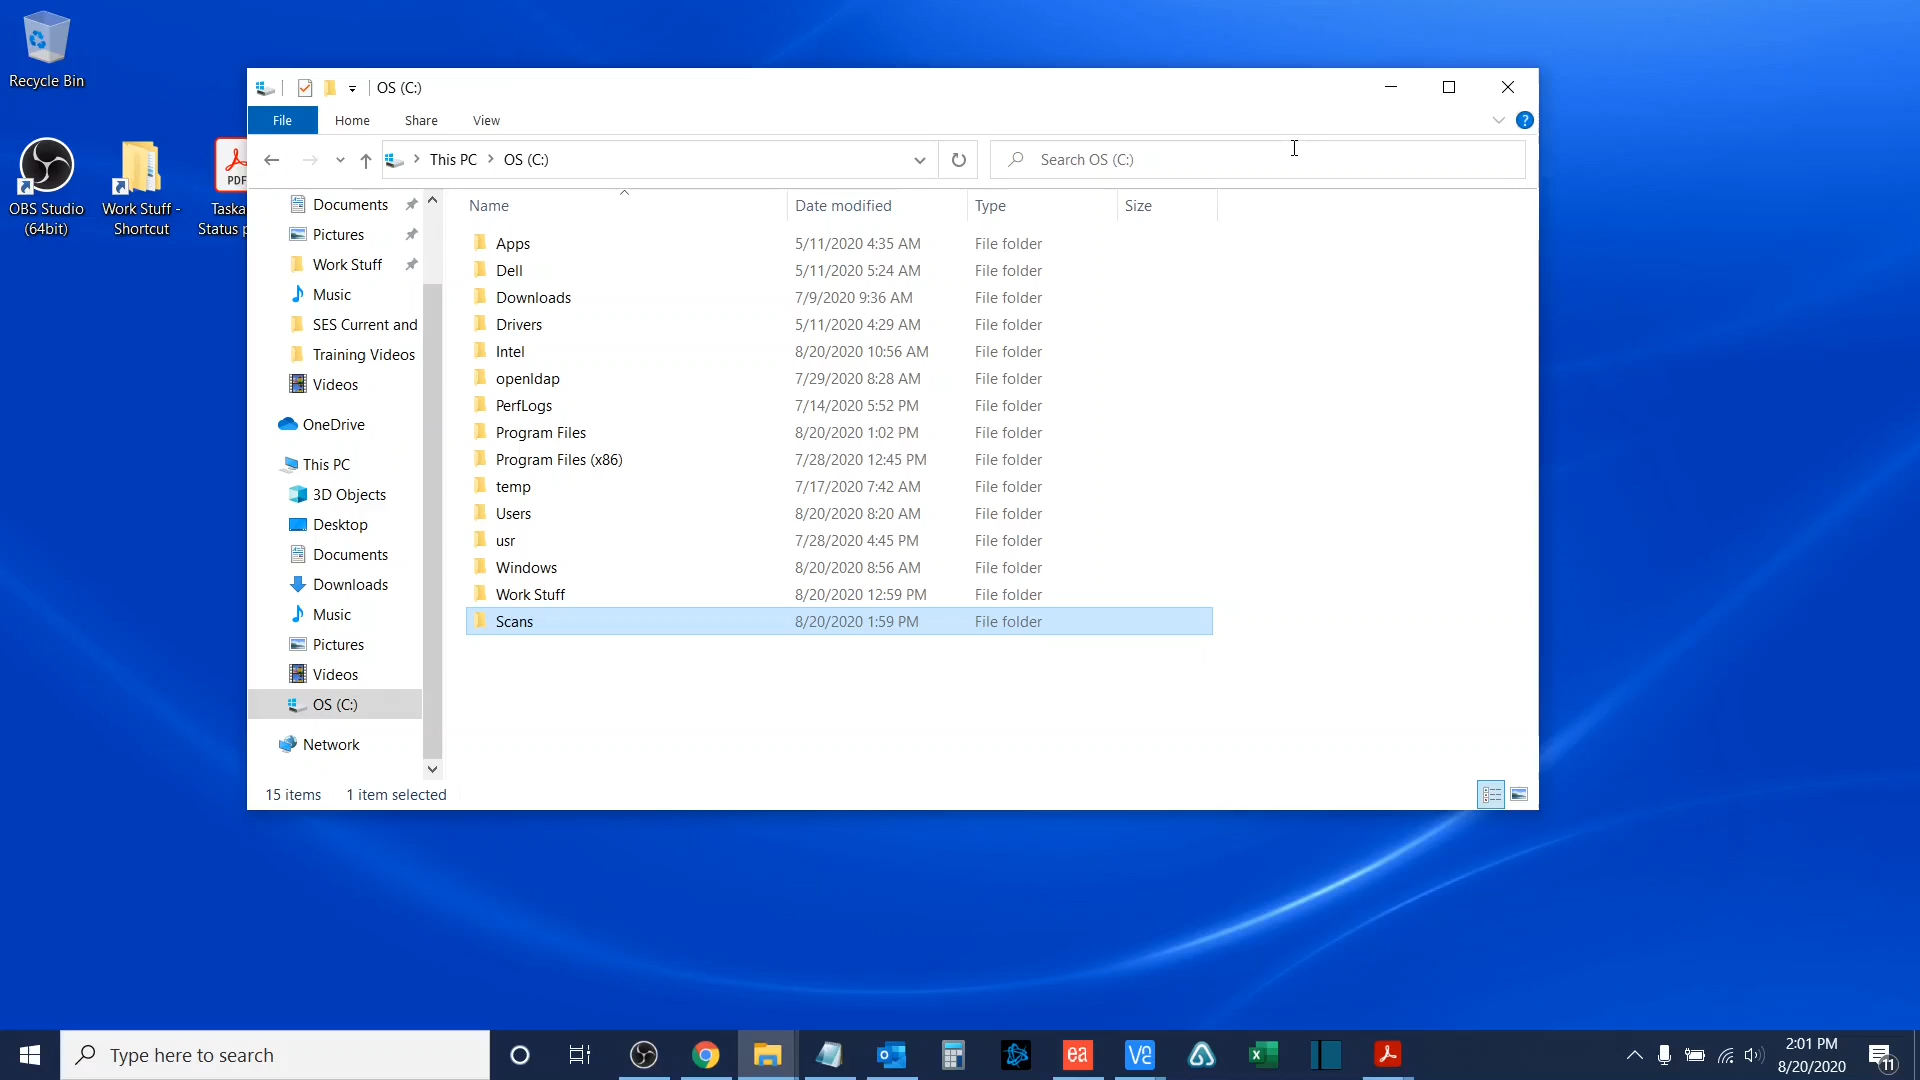 Recycle Bin
OBS Studio
(64bit)
Work Stuff -
Shortcut
PDF
Taska
Status p
OS (C:)
File Home Share View
?
This PC OS (C:)
Search OS (C:)
Documents
Pictures
Work Stuff
Music
SES Current and
Training Videos
Videos
OneDrive
This PC
3D Objects
Desktop
Documents
Downloads
Music
Pictures
Videos
OS (C:)
Network
Name Date modified Type Size
Apps 5/11/2020 4:35 AM File folder
Dell 5/11/2020 5:24 AM File folder
Downloads 7/9/2020 9:36 AM File folder
Drivers 5/11/2020 4:29 AM File folder
Intel 8/20/2020 10:56 AM File folder
openldap 7/29/2020 8:28 AM File folder
PerfLogs 7/14/2020 5:52 PM File folder
Program Files 8/20/2020 1:02 PM File folder
Program Files (x86) 7/28/2020 12:45 PM File folder
temp 7/17/2020 7:42 AM File folder
Users 8/20/2020 8:20 AM File folder
usr 7/28/2020 4:45 PM File folder
Windows 8/20/2020 8:56 AM File folder
Work Stuff 8/20/2020 12:59 PM File folder
Scans 8/20/2020 1:59 PM File folder
15 items 1 item selected
Type here to search
ea
2:01 PM
8/20/2020
11